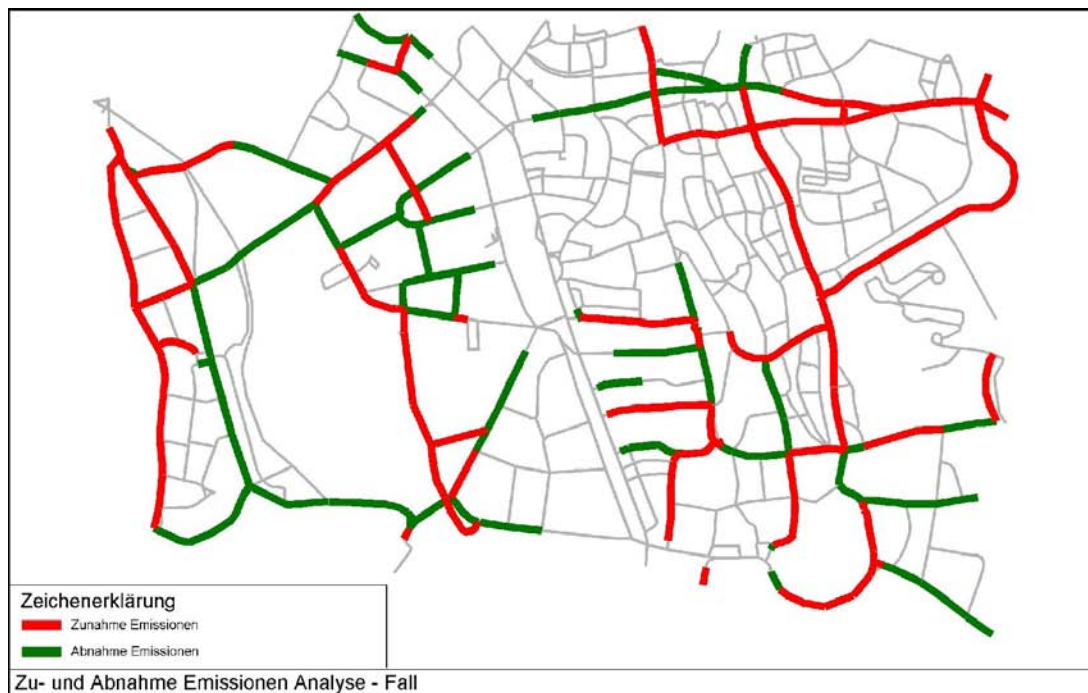 Zeichenerklärung
Zunahme Emissionen
Abnahme Emissionen
Zu- und Abnahme Emissionen Analyse - Fall